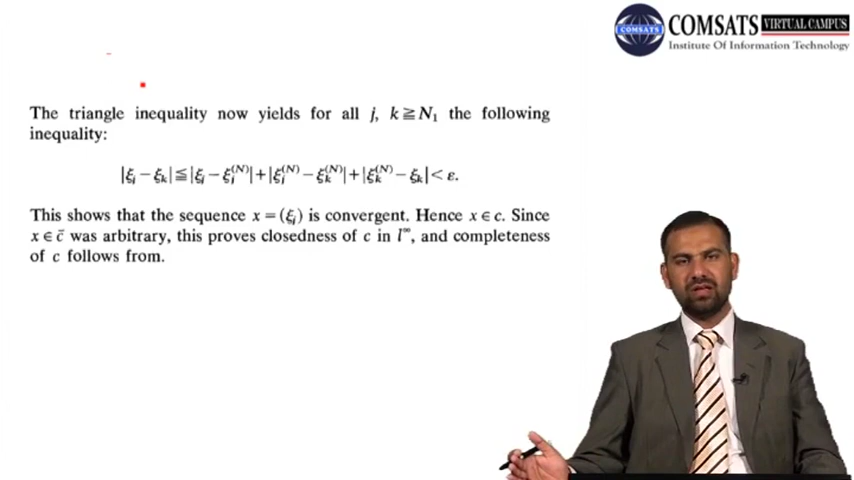 COMSATS VIRTUAL CAMPUS
COMSATS
Institute Of Information Technology
The triangle inequality now yields for all j, k ≧ N₁ the following
inequality:
|ξⱼ − ξₖ| ≦ |ξⱼ − ξⱼ⁽ᴺ⁾| + |ξⱼ⁽ᴺ⁾ − ξₖ⁽ᴺ⁾| + |ξₖ⁽ᴺ⁾ − ξₖ| < ε.
This shows that the sequence x = (ξⱼ) is convergent. Hence x ∈ c. Since
x ∈ c̄ was arbitrary, this proves closedness of c in l^∞, and completeness
of c follows from.